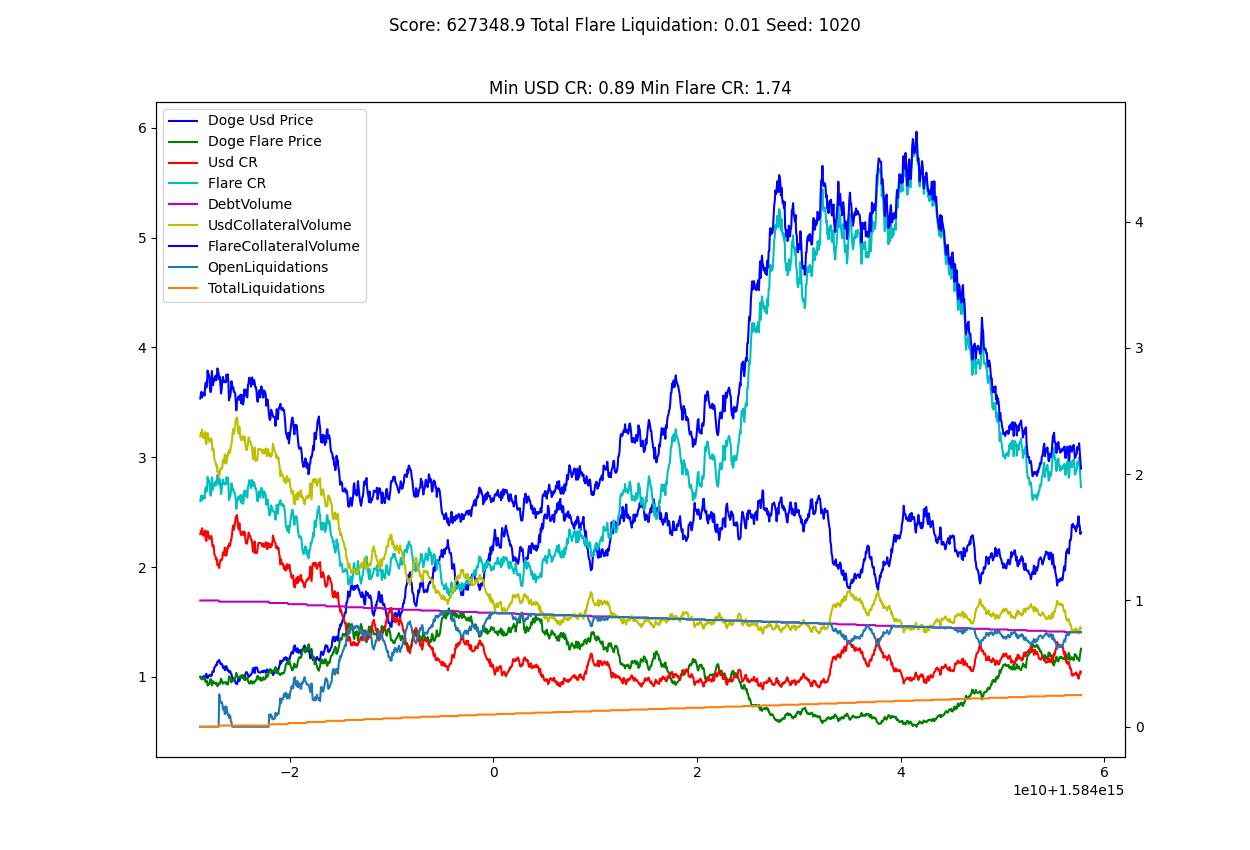 Score: 627348.9 Total Flare Liquidation: 0.01 Seed: 1020
Min USD CR: 0.89 Min Flare CR: 1.74
Doge Usd Price
Doge Flare Price
Usd CR
Flare CR
DebtVolume
UsdCollateralVolume
FlareCollateralVolume
OpenLiquidations
TotalLiquidations
6
5
4
3
2
1
4
3
2
1
0
−2
0
2
4
6
1e10+1.584e15